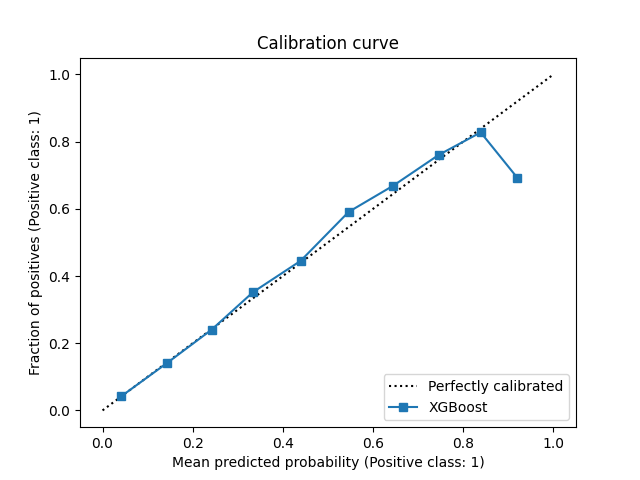 Calibration curve
1.0
0.8
0.6
0.4
0.2
0.0
Fraction of positives (Positive class: 1)
Perfectly calibrated
XGBoost
0.0 0.2 0.4 0.6 0.8 1.0
Mean predicted probability (Positive class: 1)